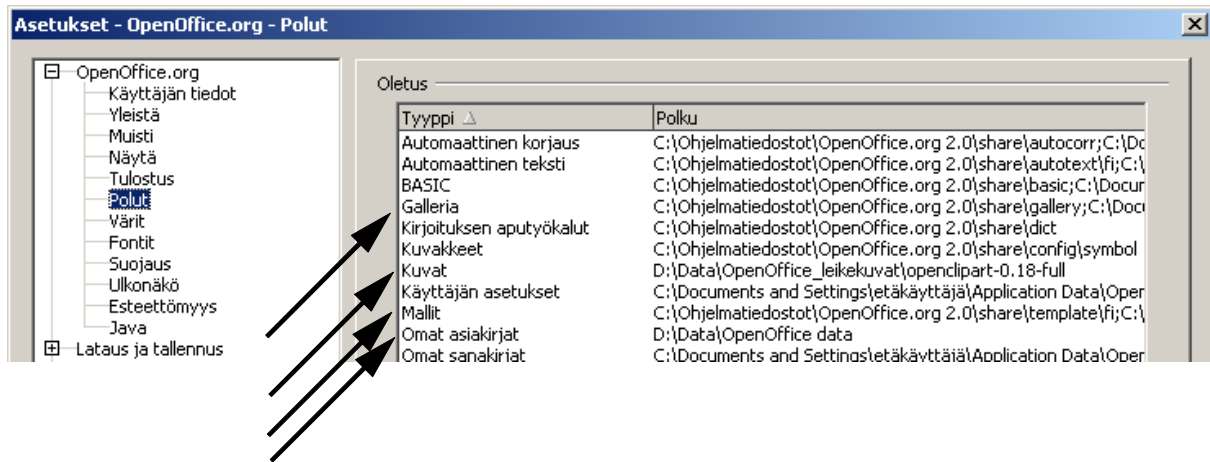 Asetukset - OpenOffice.org - Polut
OpenOffice.org
Käyttäjän tiedot
Yleistä
Muisti
Näytä
Tulostus
Polut
Värit
Fontit
Suojaus
Ulkonäkö
Esteettömyys
Java
Lataus ja tallennus
Oletus
Tyyppi Polku
Automaattinen korjaus C:\Ohjelmatiedostot\OpenOffice.org 2.0\share\autocorr;C:\Do
Automaattinen teksti C:\Ohjelmatiedostot\OpenOffice.org 2.0\share\autotext\fi;C:\
BASIC C:\Ohjelmatiedostot\OpenOffice.org 2.0\share\basic;C:\Docum
Galleria C:\Ohjelmatiedostot\OpenOffice.org 2.0\share\gallery;C:\Docu
Kirjoituksen aputyökalut C:\Ohjelmatiedostot\OpenOffice.org 2.0\share\dict
Kuvakkeet C:\Ohjelmatiedostot\OpenOffice.org 2.0\share\config\symbol
Kuvat D:\Data\OpenOffice_leikekuvat\openclipart-0.18-full
Käyttäjän asetukset C:\Documents and Settings\etäkäyttäjä\Application Data\Open
Mallit C:\Ohjelmatiedostot\OpenOffice.org 2.0\share\template\fi;C:\
Omat asiakirjat D:\Data\OpenOffice data
Omat sanakirjat C:\Documents and Settings\etäkäyttäjä\Application Data\Open